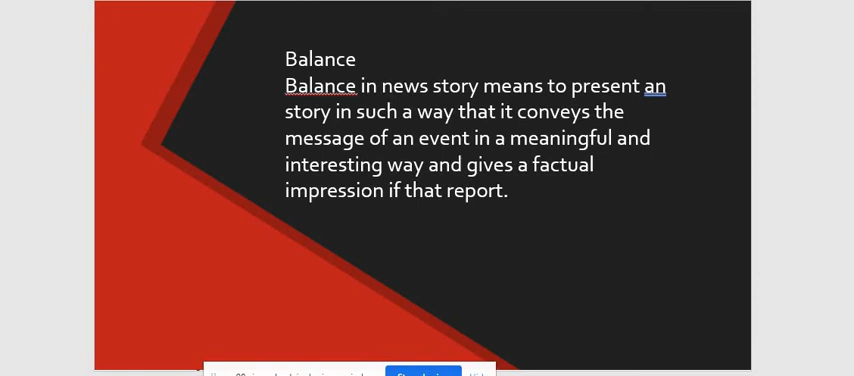 Balance
Balance in news story means to present an
story in such a way that it conveys the
message of an event in a meaningful and
interesting way and gives a factual
impression if that report.